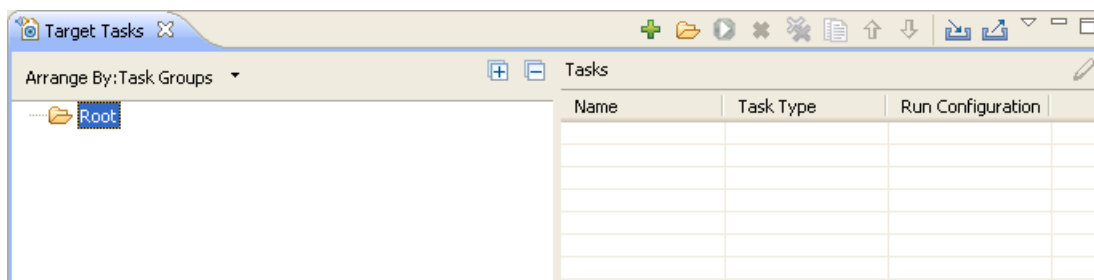 Target Tasks
Arrange By:Task Groups
Root
Tasks
Name Task Type Run Configuration